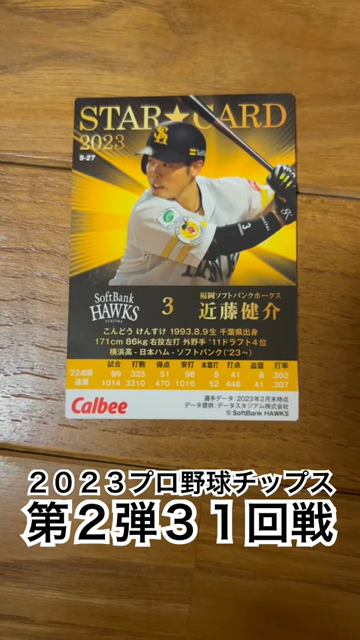 STAR★CARD
2023
S-27
SoftBank
HAWKS
3
福岡ソフトバンクホークス
近藤健介
こんどう けんすけ 1993.8.9生 千葉県出身
171cm 86kg 右投左打 外野手 '11ドラフト4位
横浜高・日本ハム・ソフトバンク('23~)
試合 打数 得点 安打 本塁打 打点 盗塁 打率
'22成績 99 325 51 98 8 41 8 302
通算 1014 3310 470 1016 52 446 41 307
Calbee
選手データ:2023年2月末時点
データ提供:データスタジアム株式会社
© SoftBank HAWKS
2023プロ野球チップス
第2弾31回戦